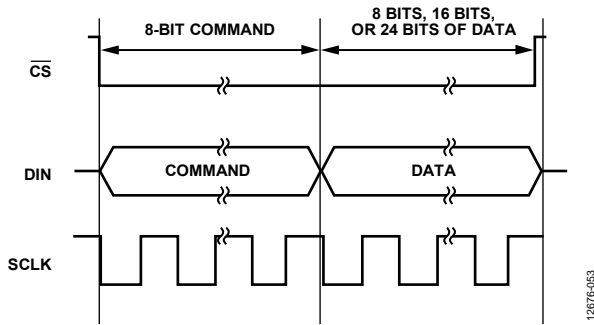 8-BIT COMMAND
8 BITS, 16 BITS,
OR 24 BITS OF DATA
CS
DIN
COMMAND
DATA
SCLK
12676-053